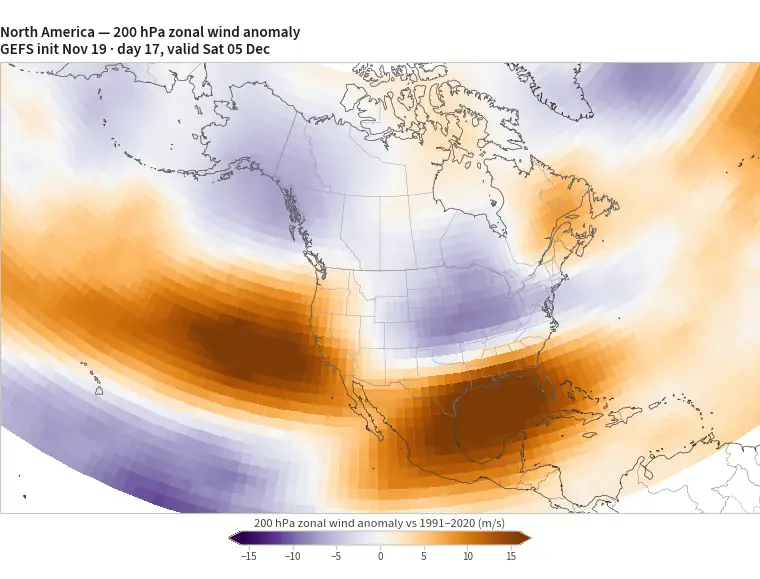 North America — 200 hPa zonal wind anomaly
GEFS init Nov 19 · day 17, valid Sat 05 Dec
200 hPa zonal wind anomaly vs 1991–2020 (m/s)
−15 −10 −5 0 5 10 15